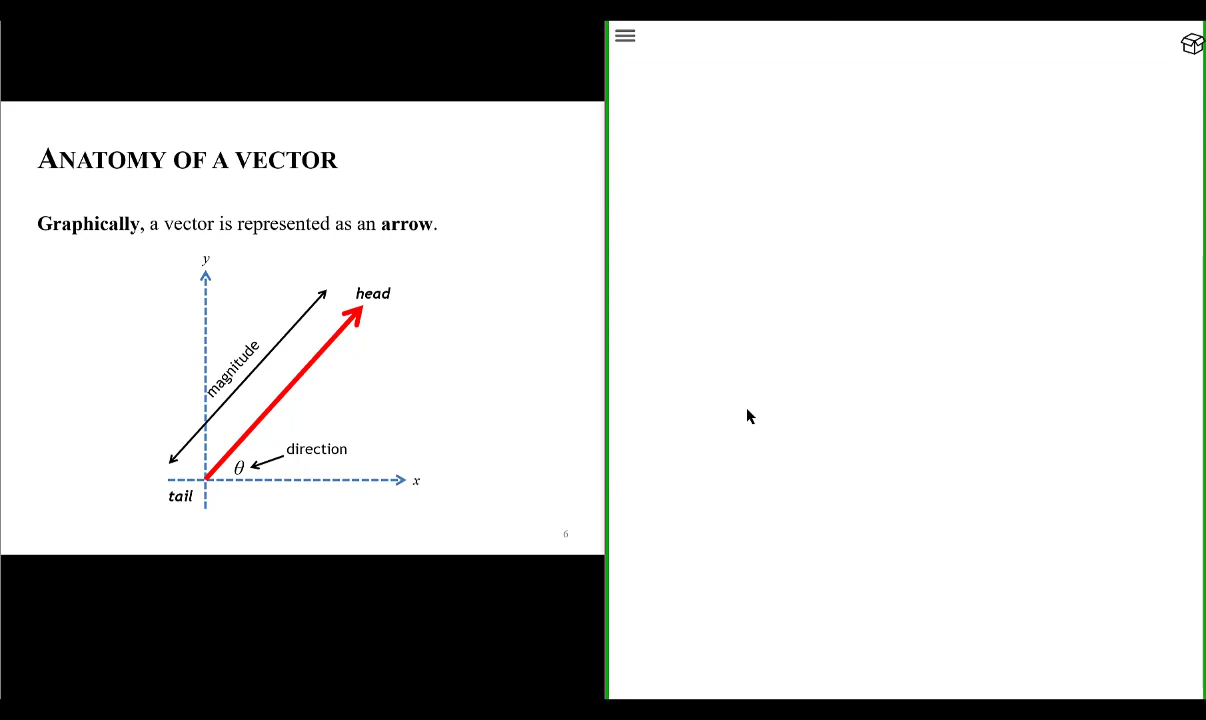 ANATOMY OF A VECTOR
Graphically, a vector is represented as an arrow.
y
head
magnitude
direction
θ
x
tail
6